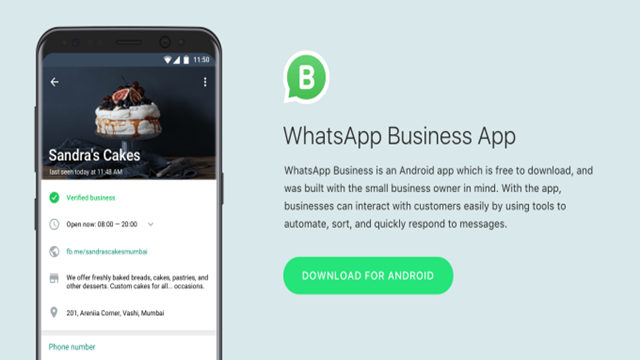 11:50
Sandra's Cakes
last seen today at 11:48 AM
Verified business
Open now: 08:00 — 20:00
fb.me/sandrascakesmumbai
We offer freshly baked breads, cakes, pastries, and
other desserts. Custom cakes for all... occasions.
201, Areniia Corner, Vashi, Mumbai
Phone number
B
WhatsApp Business App
WhatsApp Business is an Android app which is free to download, and
was built with the small business owner in mind. With the app,
businesses can interact with customers easily by using tools to
automate, sort, and quickly respond to messages.
DOWNLOAD FOR ANDROID